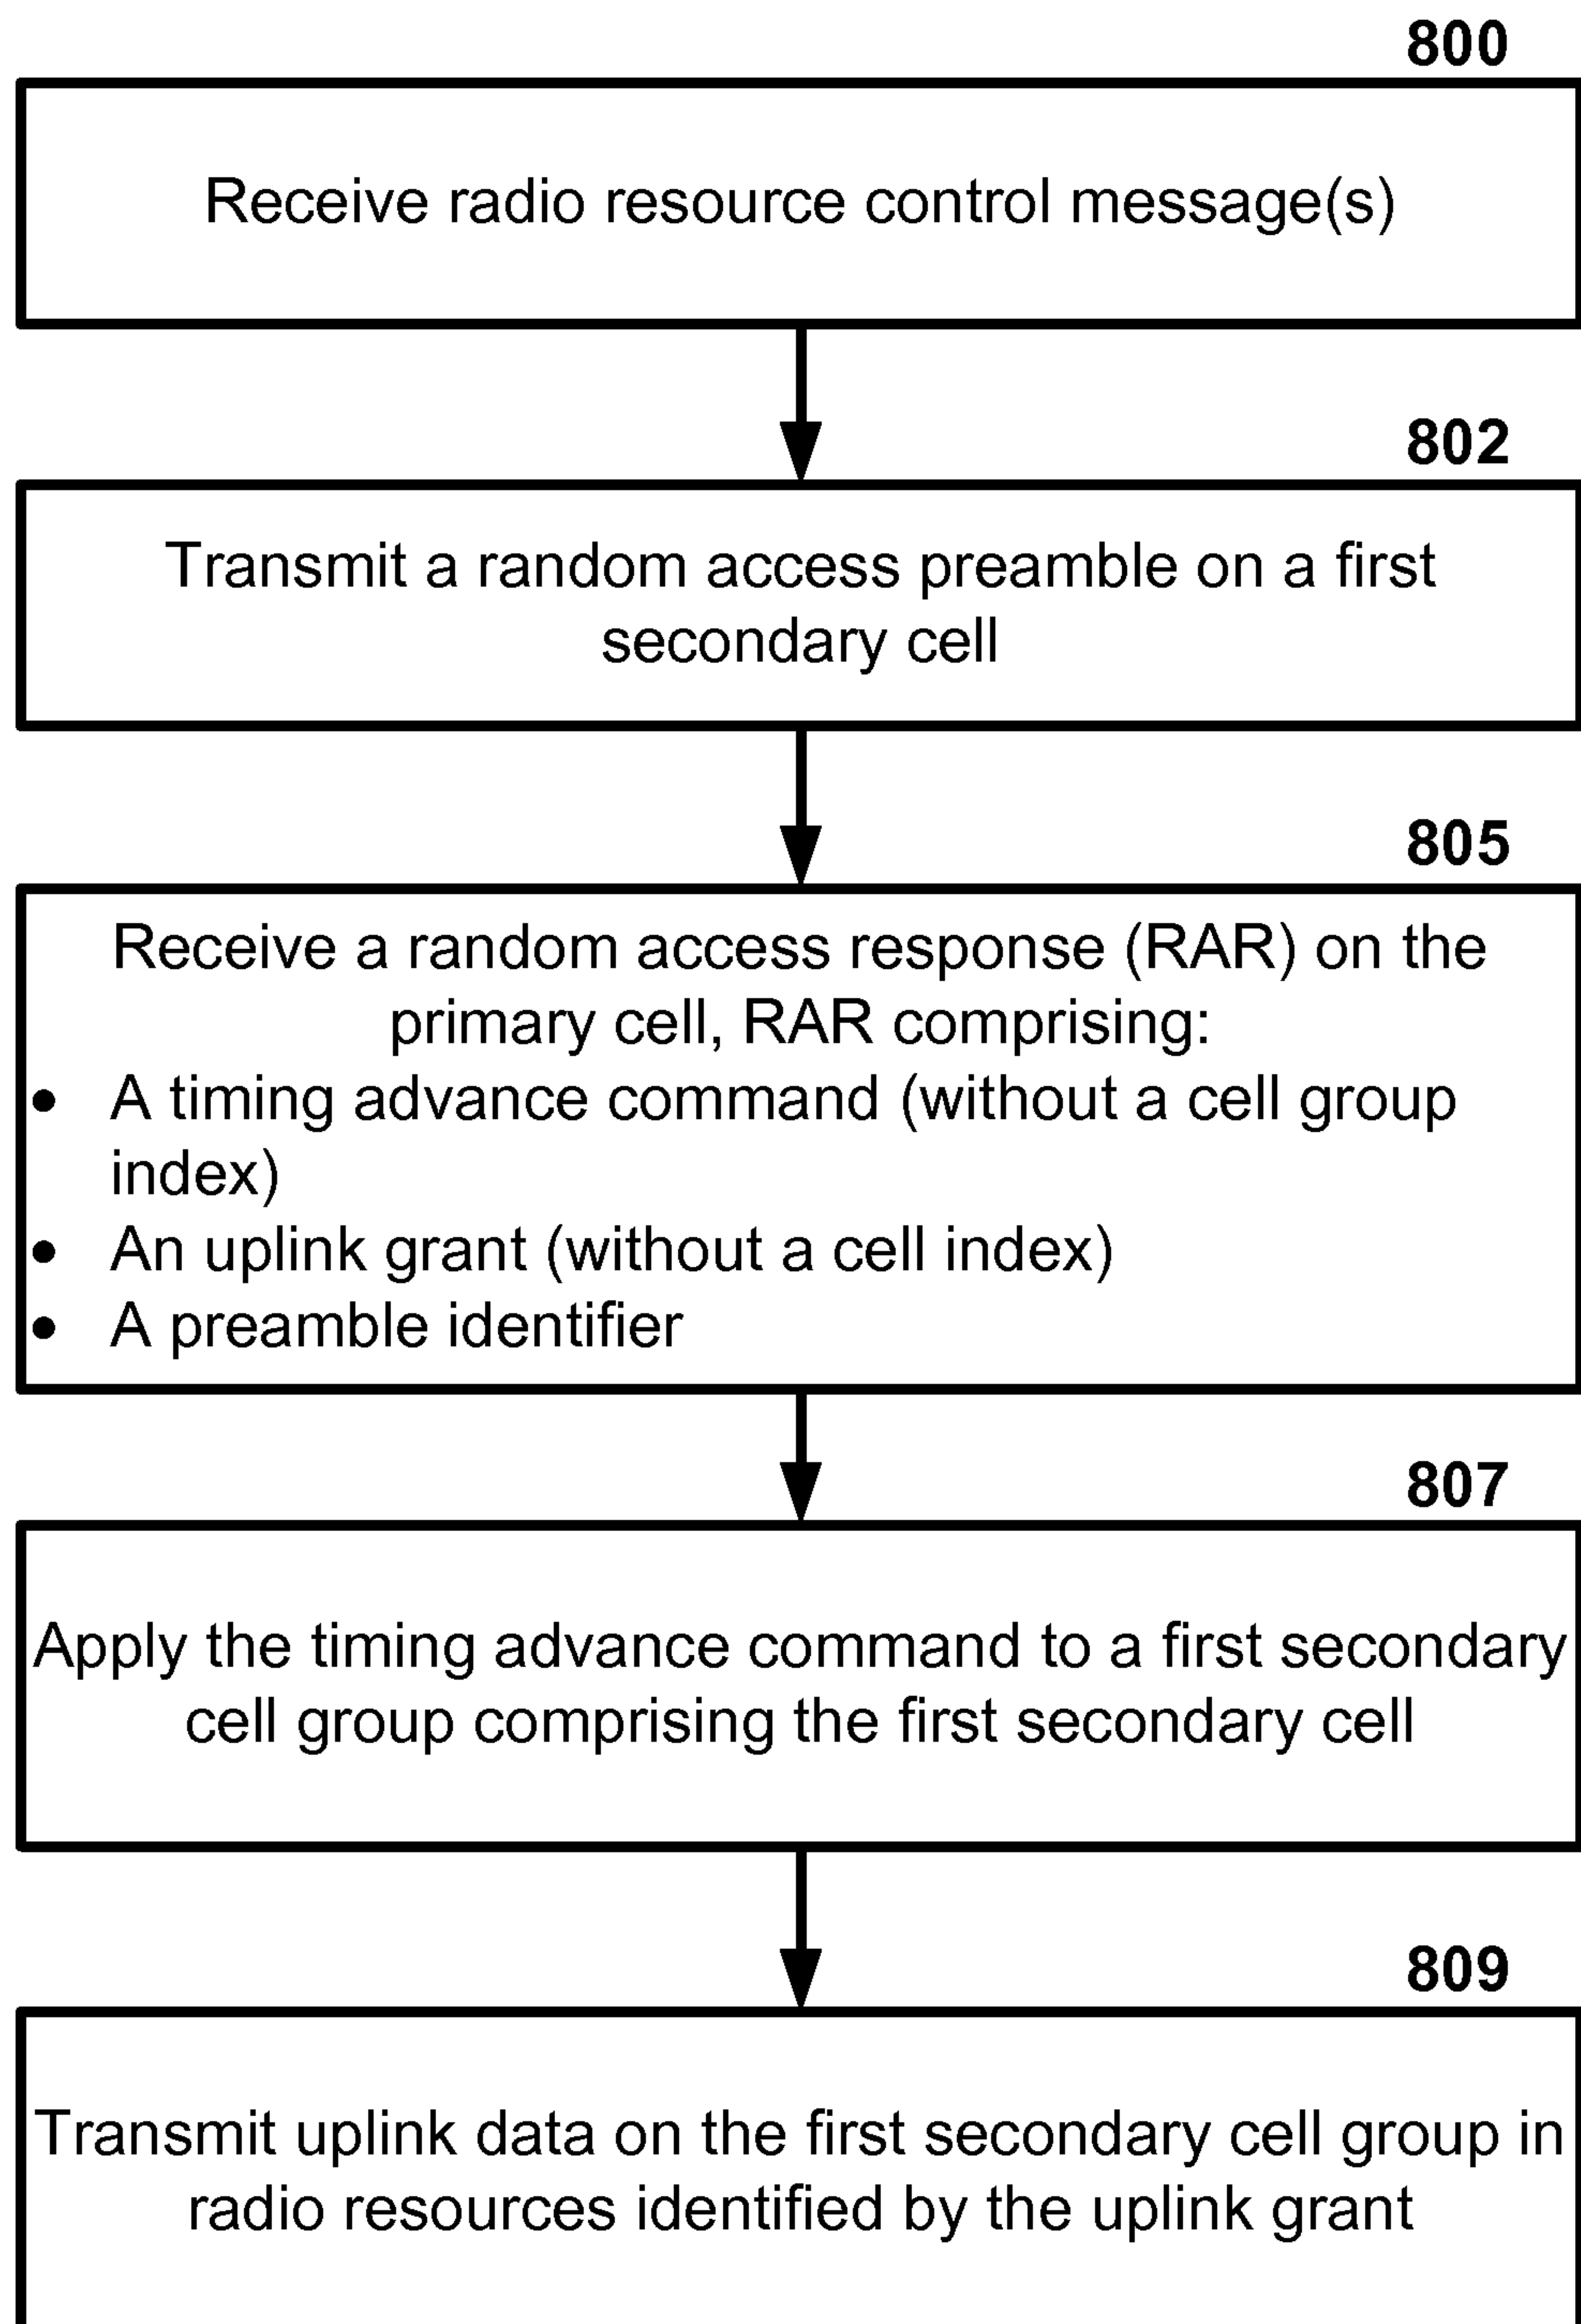 800
Receive radio resource control message(s)
802
Transmit a random access preamble on a first
secondary cell
805
Receive a random access response (RAR) on the
primary cell, RAR comprising:
• A timing advance command (without a cell group
index)
• An uplink grant (without a cell index)
• A preamble identifier
807
Apply the timing advance command to a first secondary
cell group comprising the first secondary cell
809
Transmit uplink data on the first secondary cell group in
radio resources identified by the uplink grant